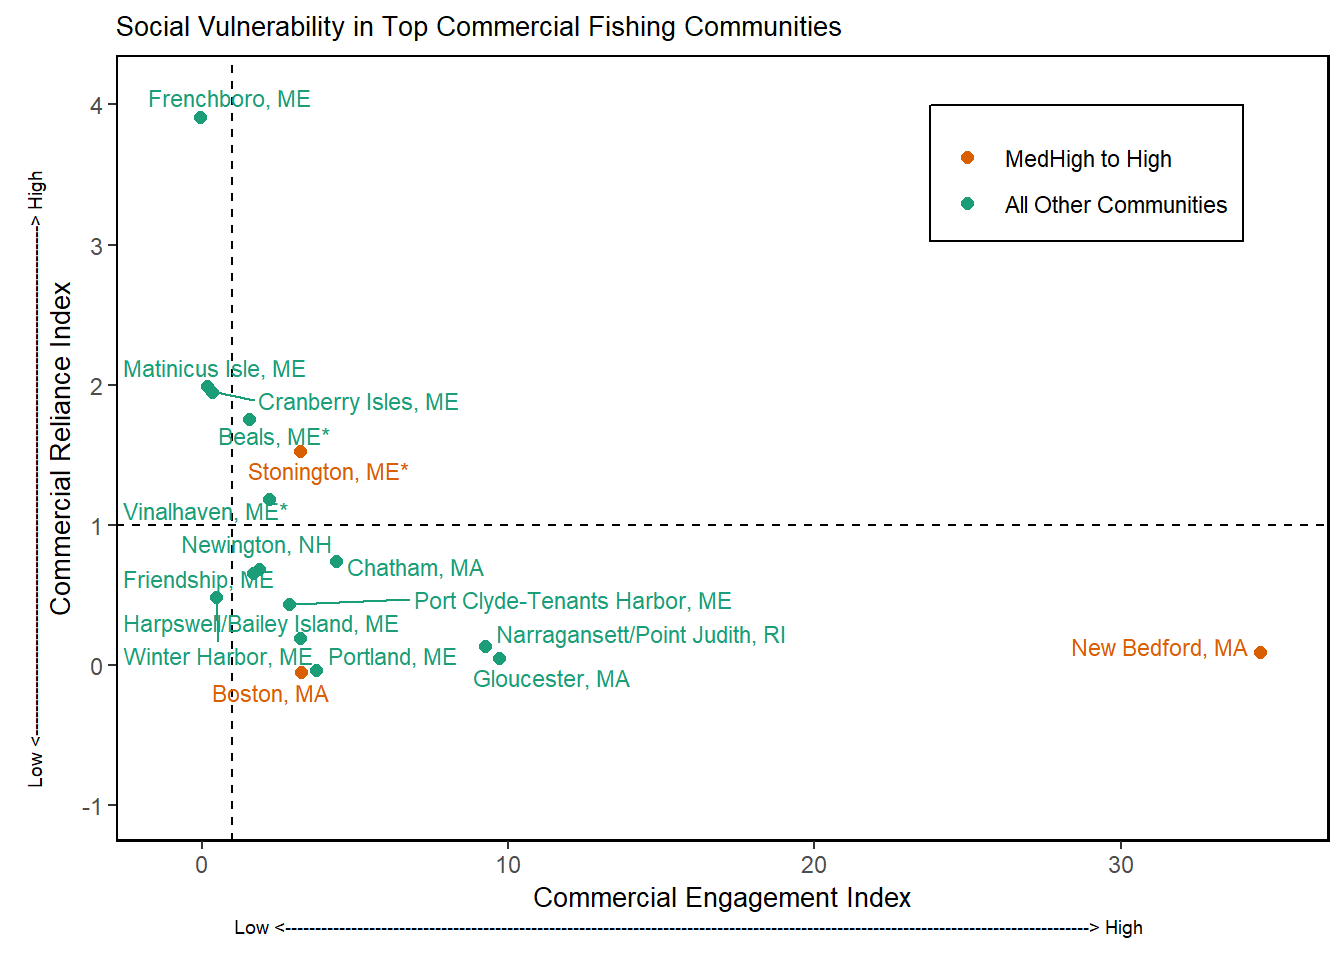 Social Vulnerability in Top Commercial Fishing Communities
Frenchboro, ME
MedHigh to High
All Other Communities
Matinicus Isle, ME
Cranberry Isles, ME
Beals, ME*
Stonington, ME*
Vinalhaven, ME*
Newington, NH
Chatham, MA
Friendship, ME
Port Clyde-Tenants Harbor, ME
Harpswell/Bailey Island, ME
Narragansett/Point Judith, RI
New Bedford, MA
Winter Harbor, ME
Portland, ME
Gloucester, MA
Boston, MA
4
3
2
1
0
-1
Commercial Reliance Index
Low <----------------------------------------------------------------------------------> High
0
10
20
30
Commercial Engagement Index
Low <--------------------------------------------------------------------------------------------------------------------------------------> High